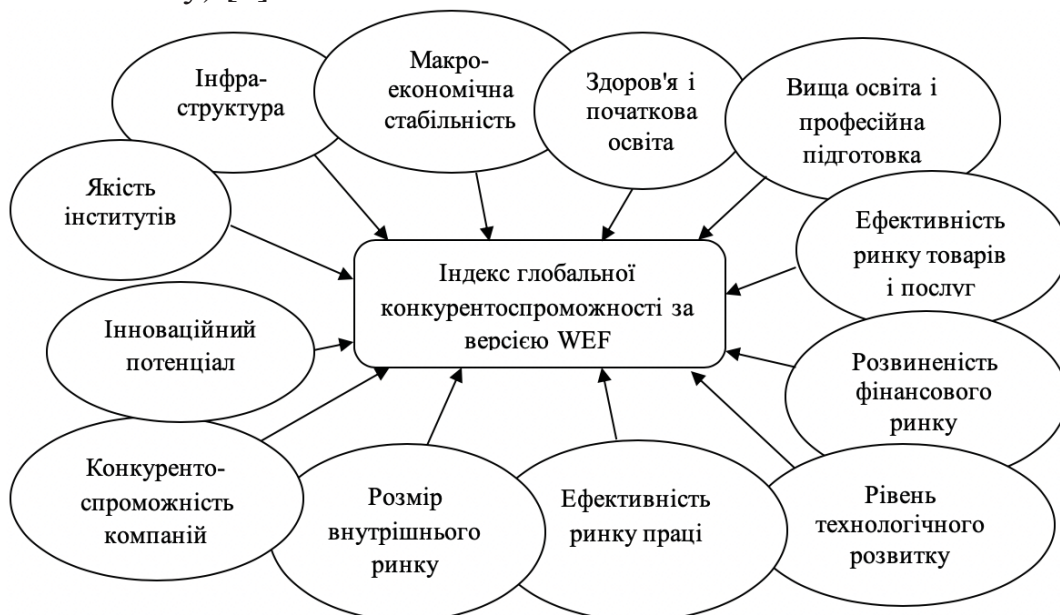 Інфра-
структура
Макро-
економічна
стабільність
Здоров'я і
початкова
освіта
Вища освіта і
професійна
підготовка
Якість
інститутів
Ефективність
ринку товарів
і послуг
Індекс глобальної
конкурентоспроможності за
версією WEF
Інноваційний
потенціал
Розвиненість
фінансового
ринку
Конкуренто-
спроможність
компаній
Розмір
внутрішнього
ринку
Ефективність
ринку праці
Рівень
технологічного
розвитку